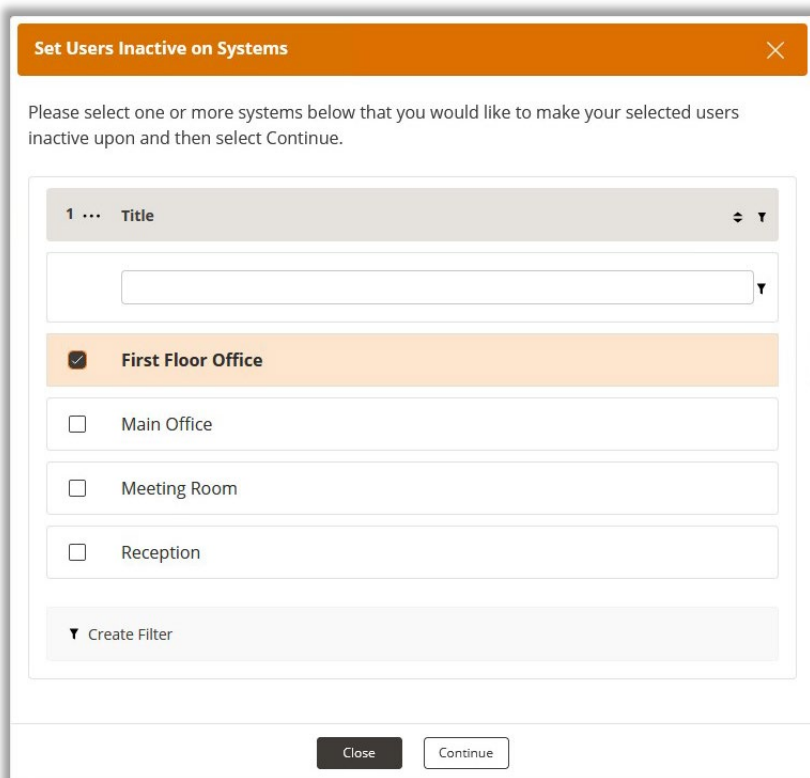 Set Users Inactive on Systems
Please select one or more systems below that you would like to make your selected users
inactive upon and then select Continue.
1 ... Title
First Floor Office
Main Office
Meeting Room
Reception
Create Filter
Close Continue